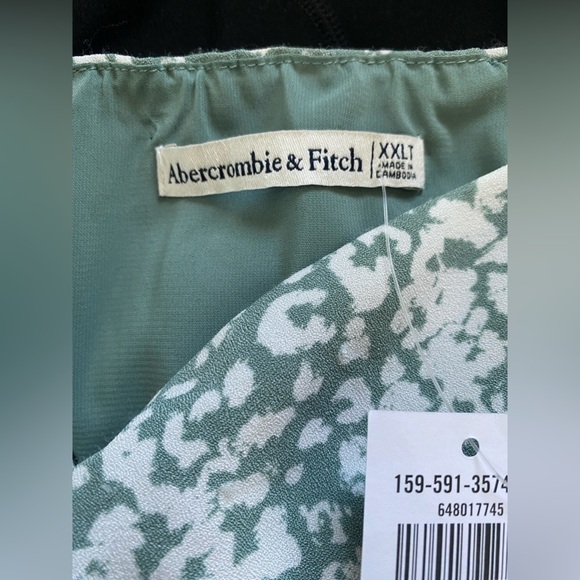 Abercrombie & Fitch
XXLT
MADE IN
CAMBODIA
159-591-3574
648017745